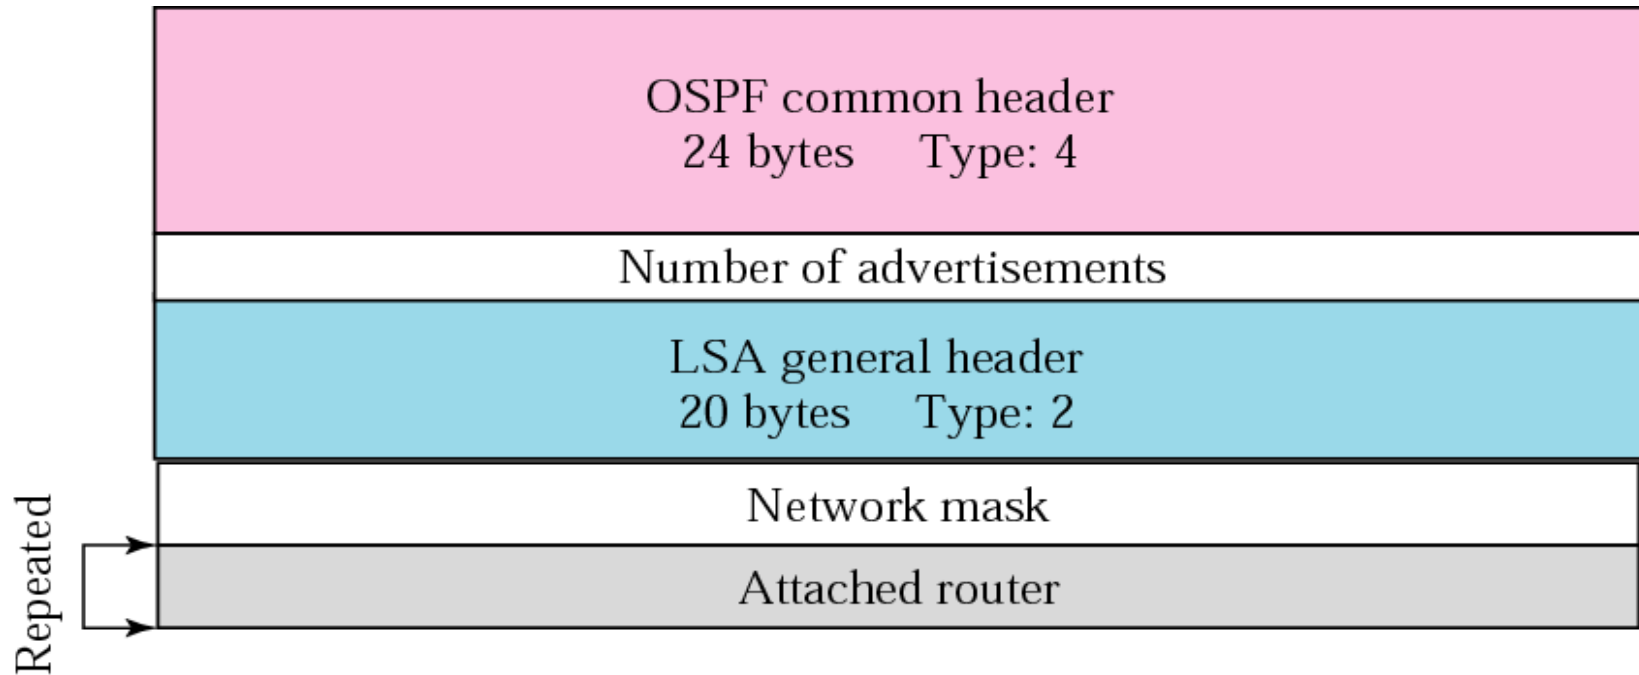 OSPF common header
24 bytes Type: 4
Number of advertisements
LSA general header
20 bytes Type: 2
Network mask
Attached router
Repeated